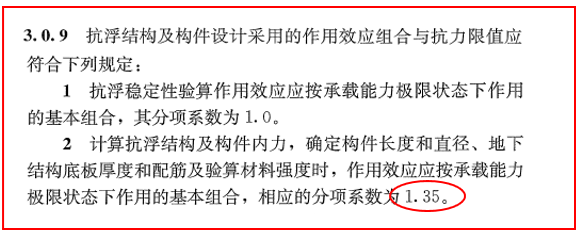 3.0.9 抗浮结构及构件设计采用的作用效应组合与抗力限值应
符合下列规定:
1 抗浮稳定性验算作用效应应按承载能力极限状态下作用
的基本组合,其分项系数为1.0。
2 计算抗浮结构及构件内力,确定构件长度和直径、地下
结构底板厚度和配筋及验算材料强度时,作用效应应按承载能力
极限状态下作用的基本组合,相应的分项系数为1.35。